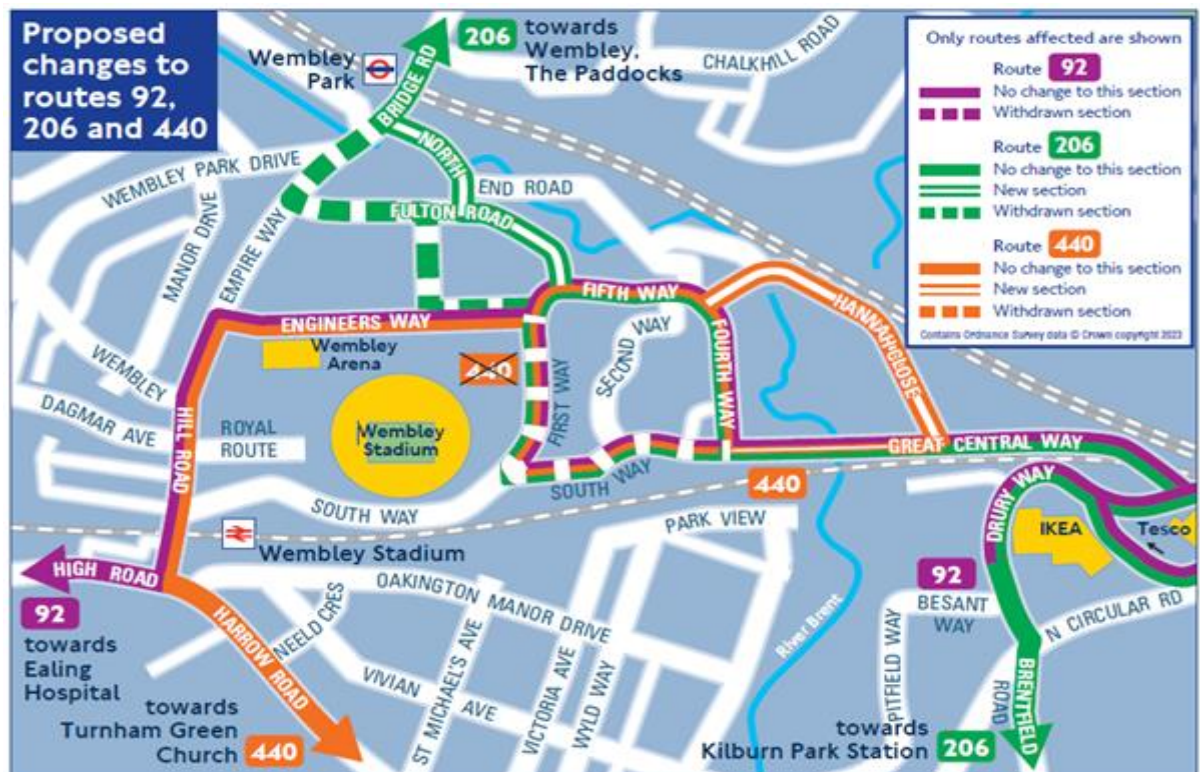 Proposed
changes to
routes 92,
206 and 440
Wembley
Park
206 towards
Wembley,
The Paddocks
CHALKHILL ROAD
Only routes affected are shown
Route 92
No change to this section
Withdrawn section
Route 206
No change to this section
New section
Withdrawn section
Route 440
No change to this section
New section
Withdrawn section
Contains Ordnance Survey data © Crown copyright 2023
BRIDGE RD
NORTH
END ROAD
WEMBLEY PARK DRIVE
MANOR DRIVE
EMPIRE WAY
FULTON ROAD
FIFTH WAY
HANNAH CLOSE
ENGINEERS WAY
Wembley
Arena
440
FIRST WAY
SECOND WAY
FOURTH WAY
WEMBLEY
HILL ROAD
DAGMAR AVE
ROYAL
ROUTE
Wembley
Stadium
GREAT CENTRAL WAY
SOUTH WAY
SOUTH WAY
440
DRURY WAY
IKEA
Tesco
Wembley Stadium
PARK VIEW
HIGH ROAD
92
towards
Ealing
Hospital
HARROW ROAD
NEELD CRES
OAKINGTON MANOR DRIVE
ST MICHAEL'S AVE
VIVIAN AVE
VICTORIA AVE
WYLD WAY
River Brent
92
BESANT
WAY
PITFIELD WAY
N CIRCULAR RD
BRENTFIELD
ROAD
towards
Turnham Green
Church 440
towards
Kilburn Park Station 206